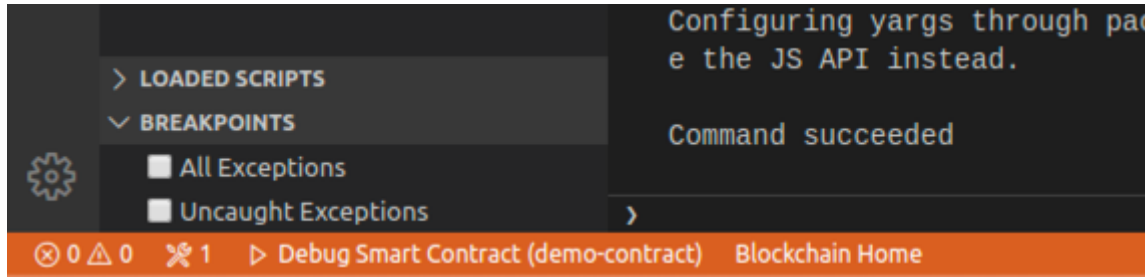 Configuring yargs through pac
e the JS API instead.
LOADED SCRIPTS
BREAKPOINTS
Command succeeded
All Exceptions
Uncaught Exceptions
0 0 1 Debug Smart Contract (demo-contract) Blockchain Home